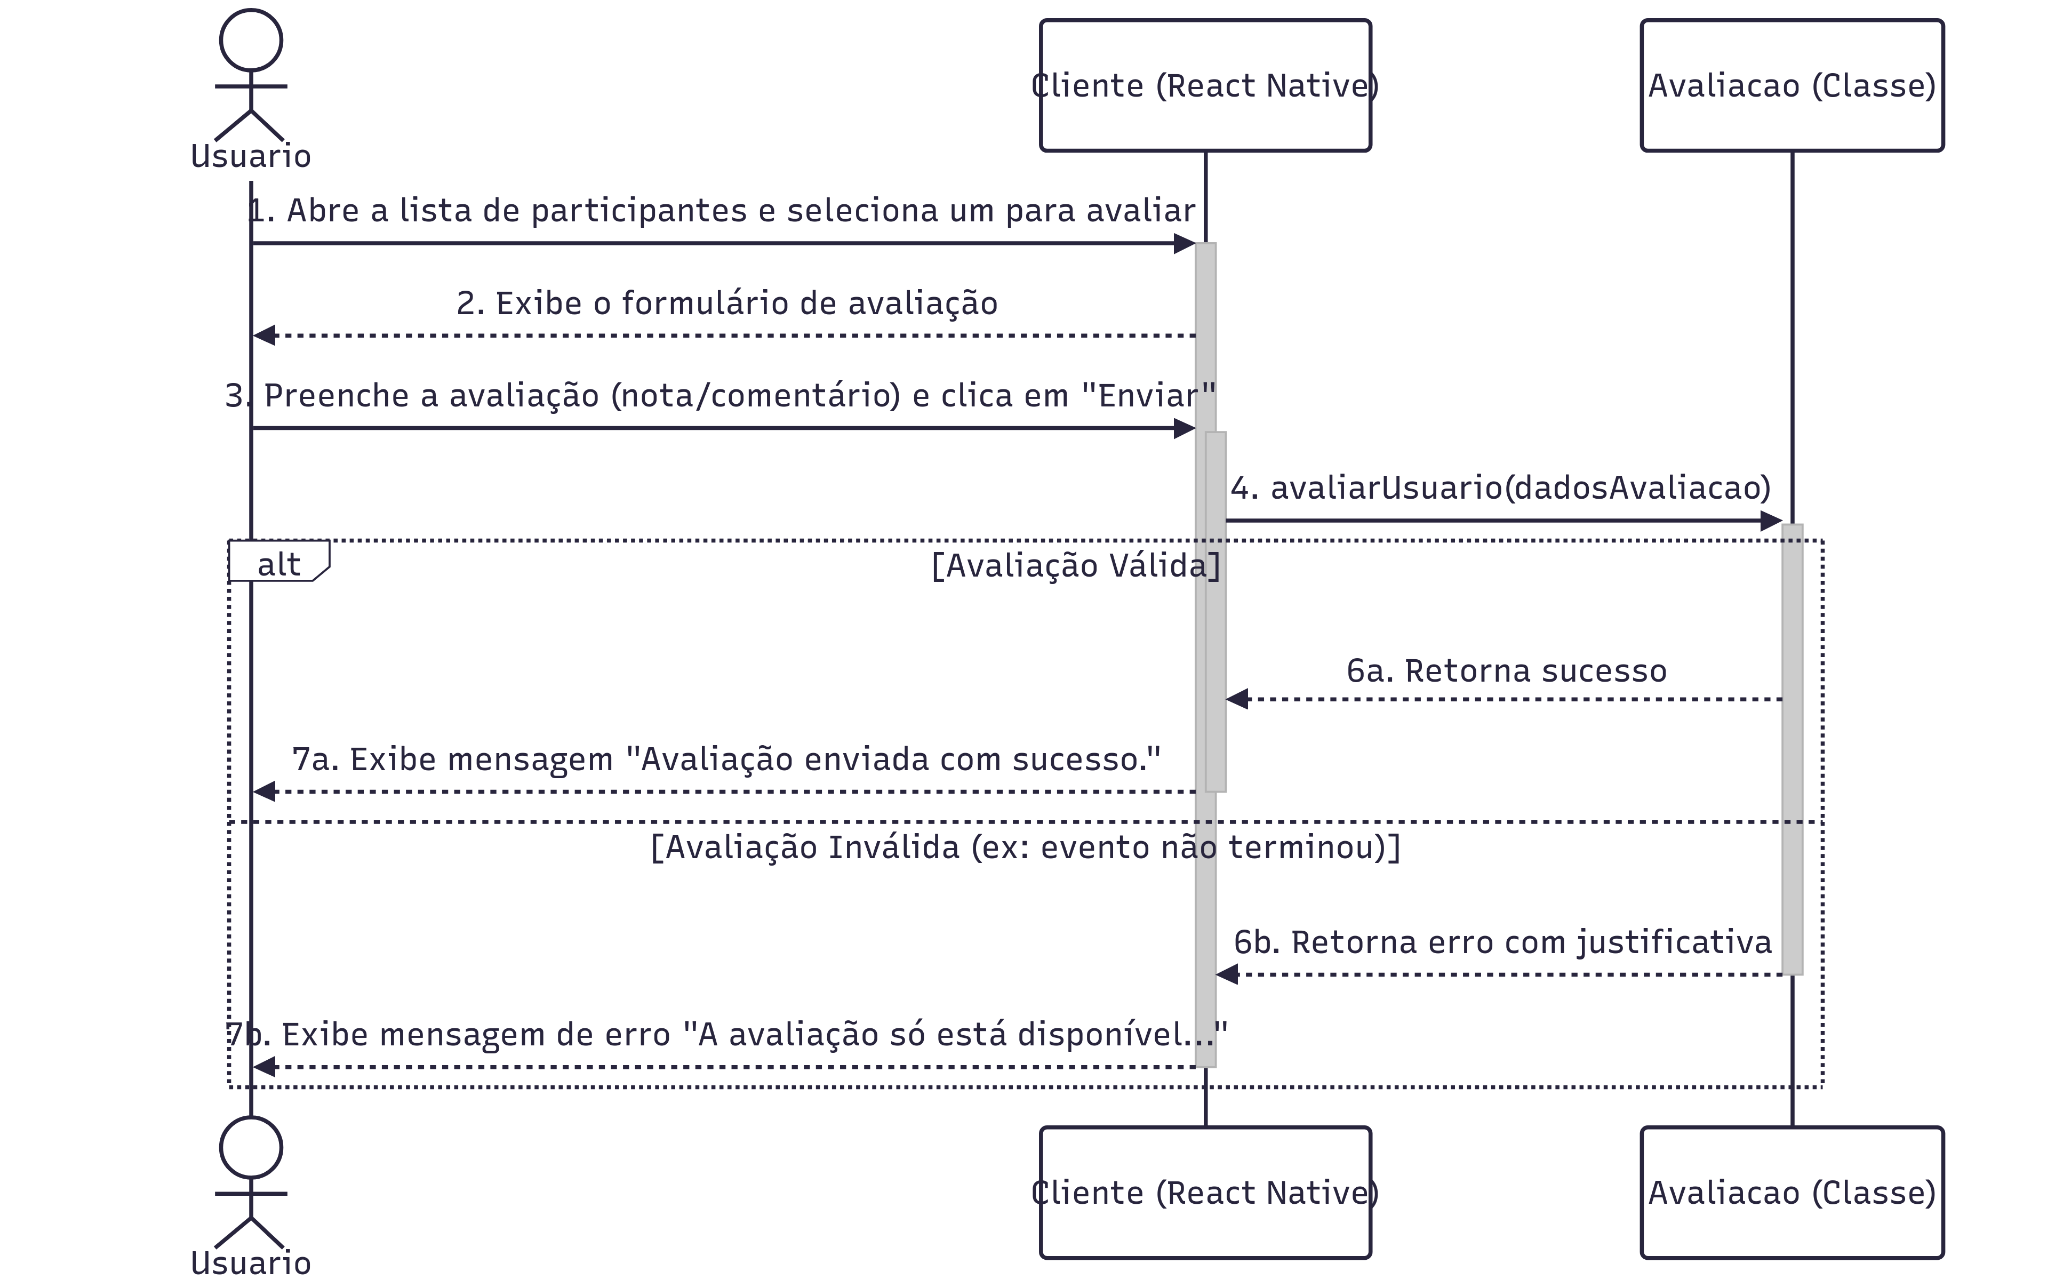 Usuario
Cliente (React Native)
Avaliacao (Classe)
1. Abre a lista de participantes e seleciona um para avaliar
2. Exibe o formulário de avaliação
3. Preenche a avaliação (nota/comentário) e clica em "Enviar"
4. avaliarUsuario(dadosAvaliacao)
alt
[Avaliação Válida]
6a. Retorna sucesso
7a. Exibe mensagem "Avaliação enviada com sucesso."
[Avaliação Inválida (ex: evento não terminou)]
6b. Retorna erro com justificativa
7b. Exibe mensagem de erro "A avaliação só está disponível..."
Usuario
Cliente (React Native)
Avaliacao (Classe)